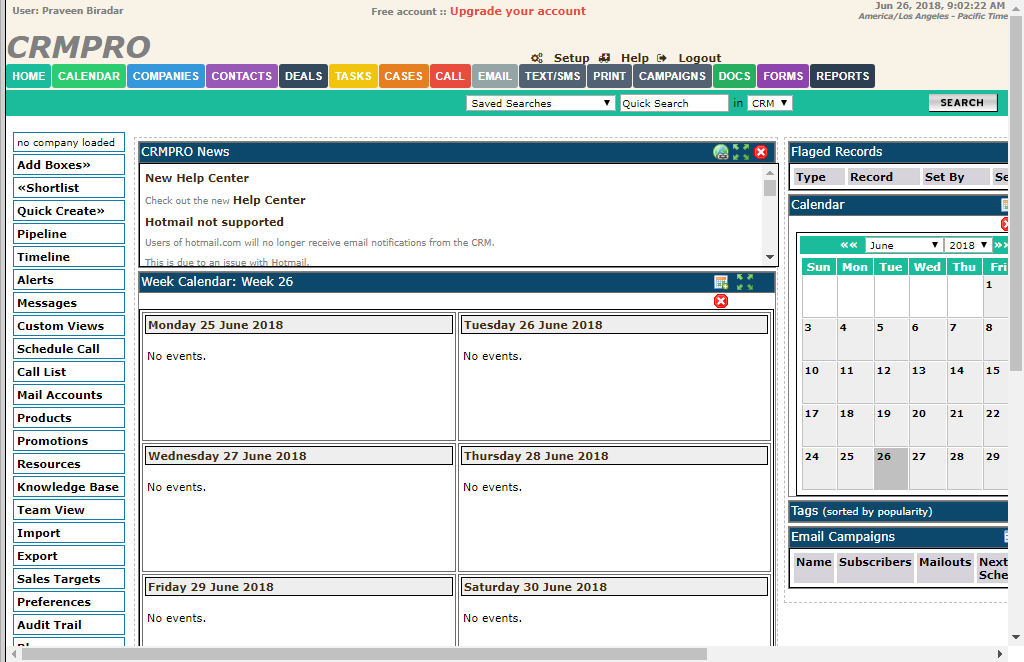 User: Praveen Biradar
Free account :: Upgrade your account
Jun 26, 2018, 9:02:22 AM
America/Los Angeles - Pacific Time
CRMPRO
Setup Help Logout
HOME CALENDAR COMPANIES CONTACTS DEALS TASKS CASES CALL EMAIL TEXT/SMS PRINT CAMPAIGNS DOCS FORMS REPORTS
Saved Searches Quick Search in CRM SEARCH
no company loaded
Add Boxes»
«Shortlist
Quick Create»
Pipeline
Timeline
Alerts
Messages
Custom Views
Schedule Call
Call List
Mail Accounts
Products
Promotions
Resources
Knowledge Base
Team View
Import
Export
Sales Targets
Preferences
Audit Trail
CRMPRO News
New Help Center
Check out the new Help Center
Hotmail not supported
Users of hotmail.com will no longer receive email notifications from the CRM.
This is due to an issue with Hotmail.
Week Calendar: Week 26
Monday 25 June 2018
No events.
Tuesday 26 June 2018
No events.
Wednesday 27 June 2018
No events.
Thursday 28 June 2018
No events.
Friday 29 June 2018
No events.
Saturday 30 June 2018
No events.
Flaged Records
Type Record Set By Se
Calendar
«« June 2018 »»
Sun Mon Tue Wed Thu Fri
1
3 4 5 6 7 8
10 11 12 13 14 15
17 18 19 20 21 22
24 25 26 27 28 29
Tags (sorted by popularity)
Email Campaigns
Name Subscribers Mailouts Next
Sche